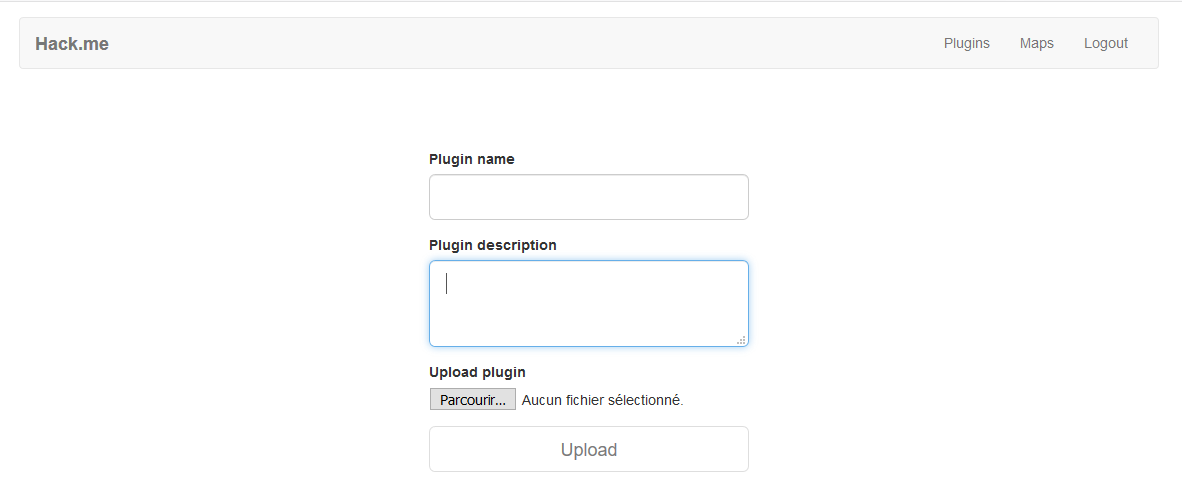 Hack.me Plugins Maps Logout
Plugin name
Plugin description
Upload plugin
Parcourir... Aucun fichier sélectionné.
Upload